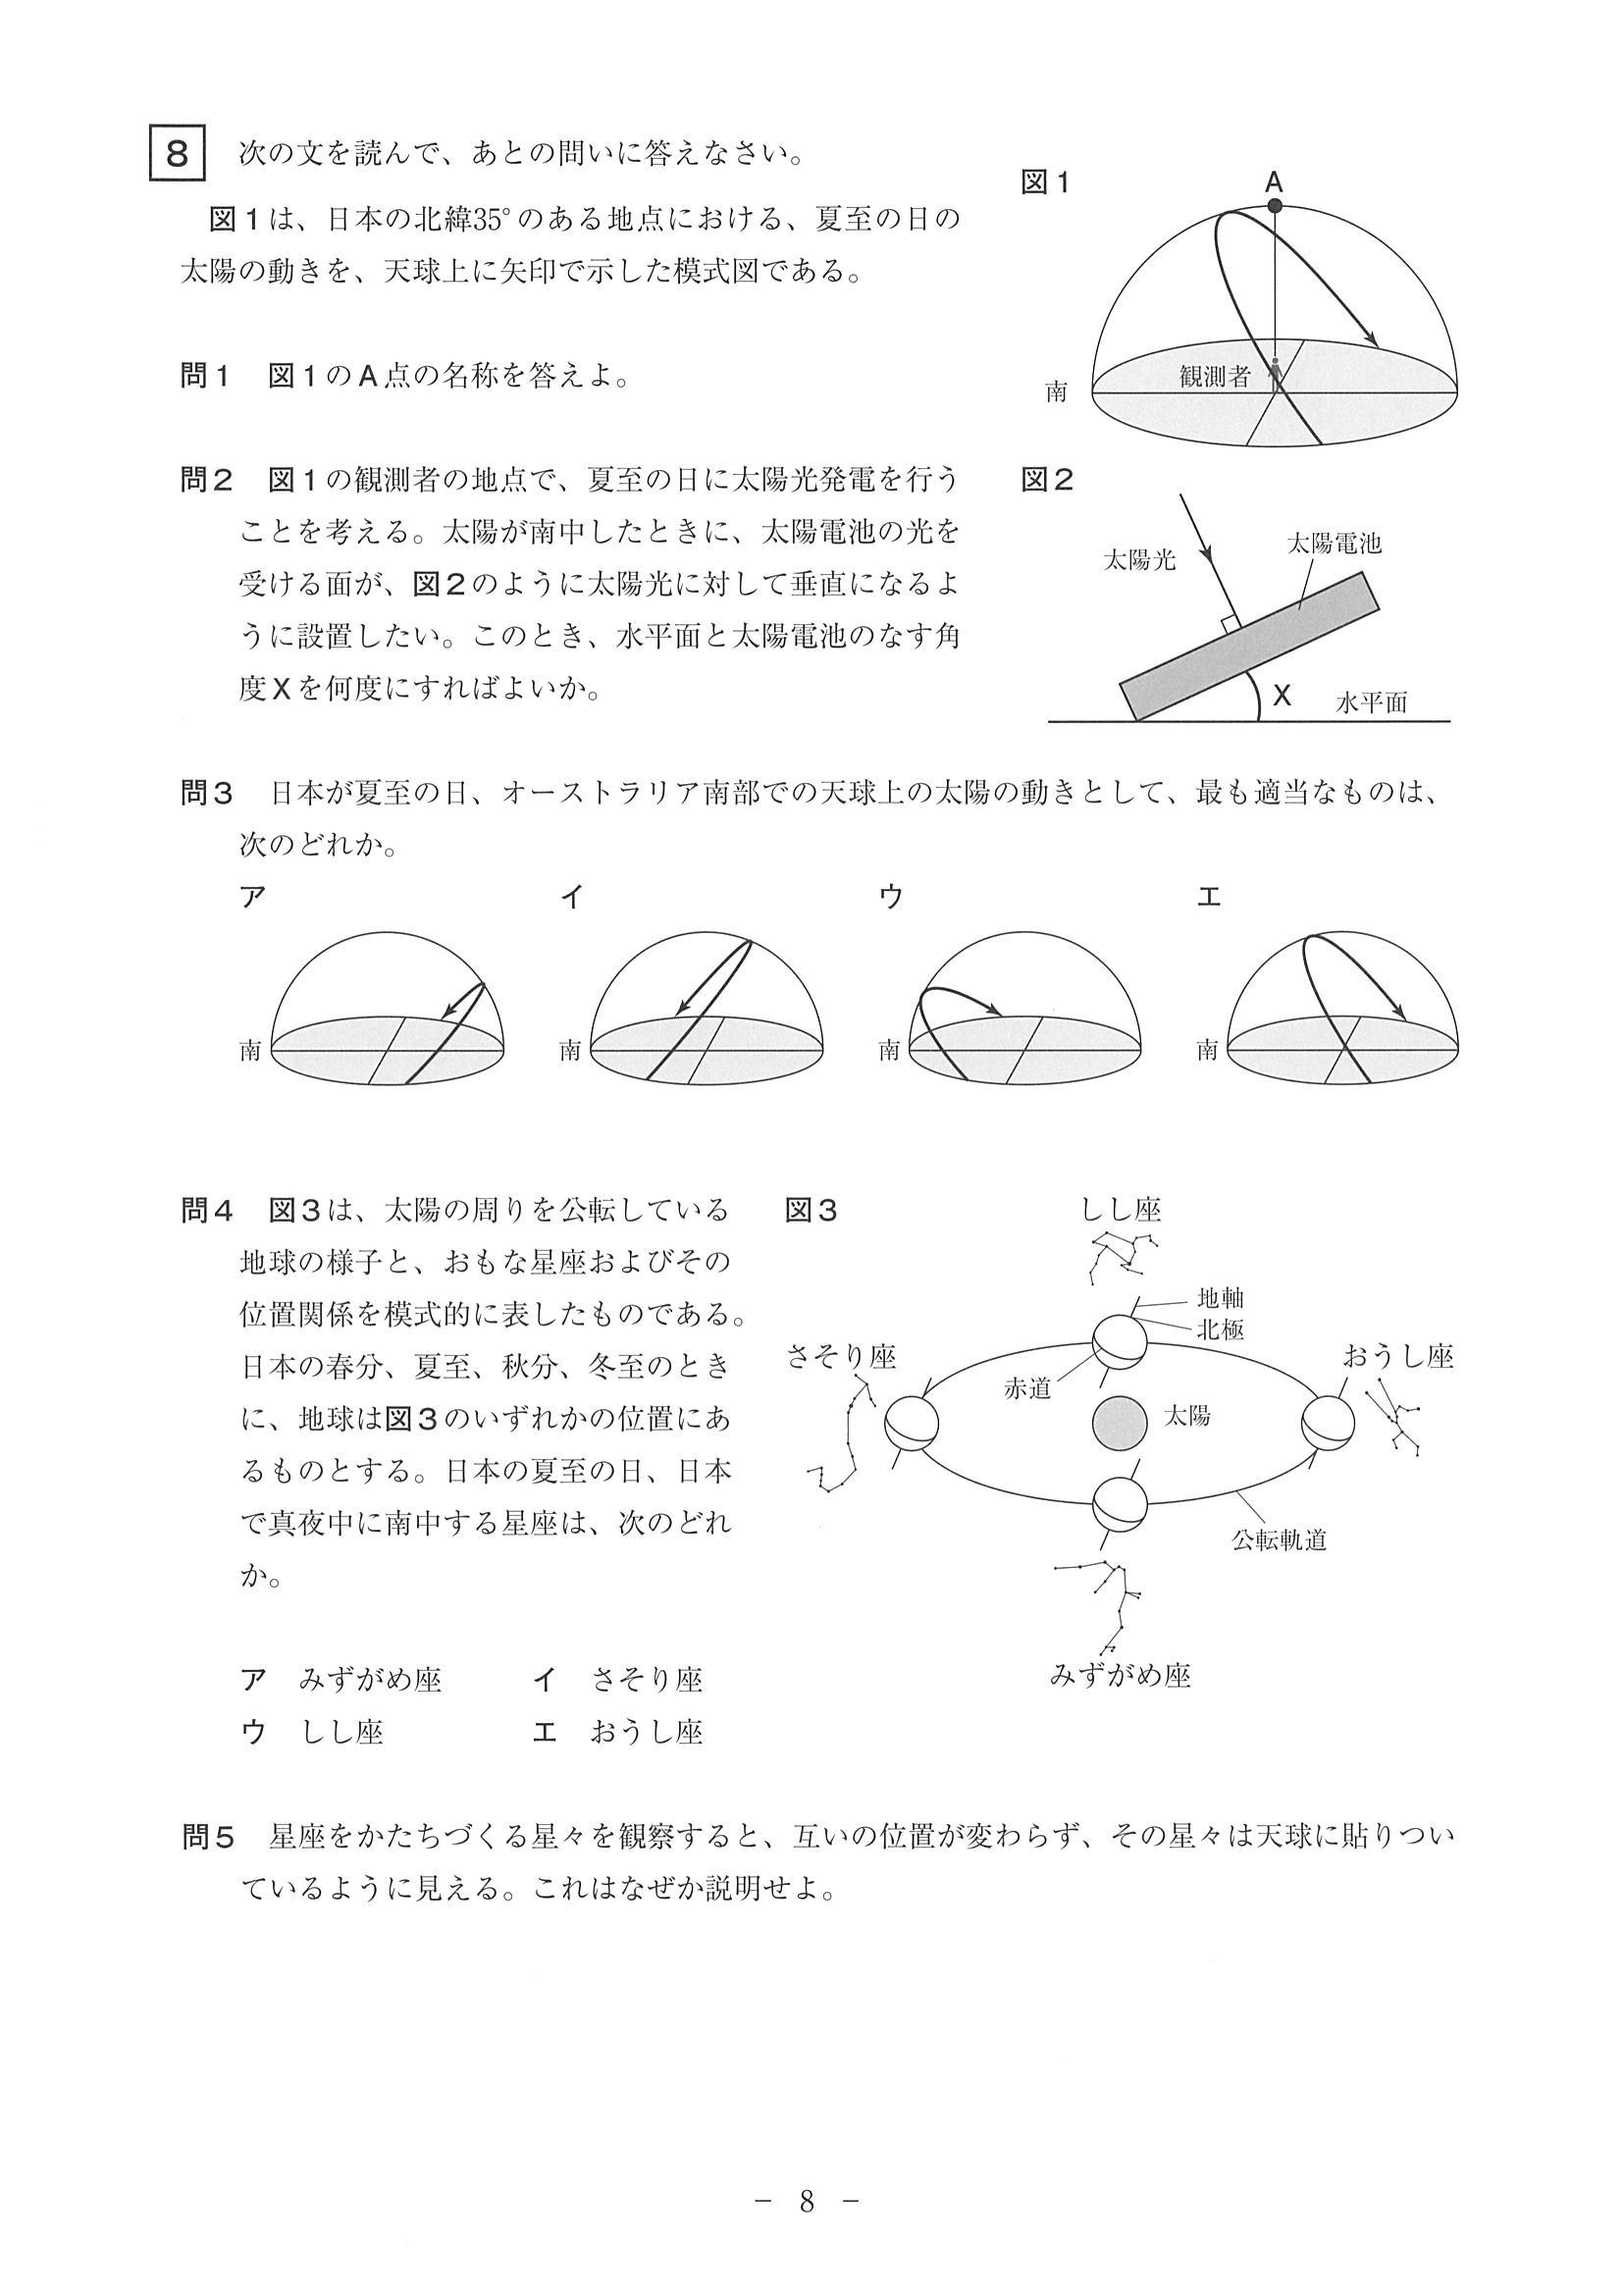 8 次の文を読んで、あとの問いに答えなさい。
図1は、日本の北緯35°のある地点における、夏至の日の
太陽の動きを、天球上に矢印で示した模式図である。
図1
A
観測者
南
問1 図1のA点の名称を答えよ。
問2 図1の観測者の地点で、夏至の日に太陽光発電を行う
ことを考える。太陽が南中したときに、太陽電池の光を
受ける面が、図2のように太陽光に対して垂直になるよ
うに設置したい。このとき、水平面と太陽電池のなす角
度Xを何度にすればよいか。
図2
太陽光
太陽電池
X
水平面
問3 日本が夏至の日、オーストラリア南部での天球上の太陽の動きとして、最も適当なものは、
次のどれか。
ア イ ウ エ
南 南 南 南
問4 図3は、太陽の周りを公転している
地球の様子と、おもな星座およびその
位置関係を模式的に表したものである。
日本の春分、夏至、秋分、冬至のとき
に、地球は図3のいずれかの位置にあ
るものとする。日本の夏至の日、日本
で真夜中に南中する星座は、次のどれ
か。
ア みずがめ座 イ さそり座
ウ しし座 エ おうし座
図3
しし座
地軸
北極
さそり座
おうし座
赤道
太陽
公転軌道
みずがめ座
問5 星座をかたちづくる星々を観察すると、互いの位置が変わらず、その星々は天球に貼りつい
ているように見える。これはなぜか説明せよ。
− 8 −